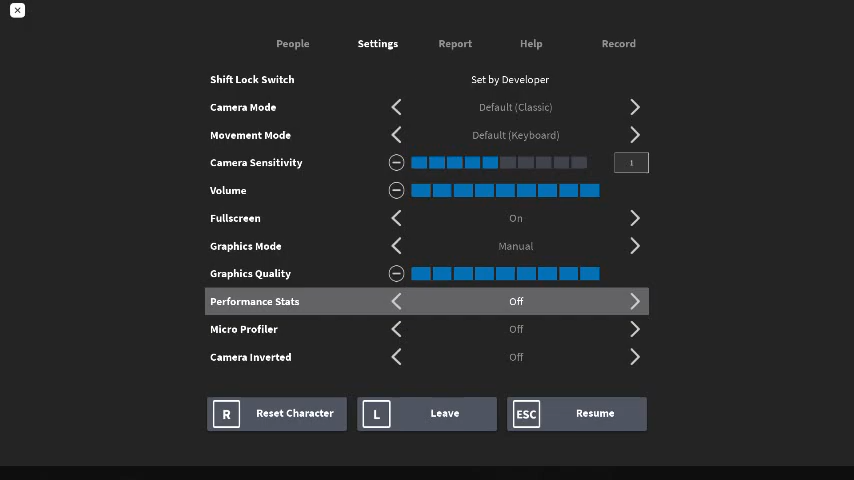 People Settings Report Help Record
Shift Lock Switch Set by Developer
Camera Mode Default (Classic)
Movement Mode Default (Keyboard)
Camera Sensitivity 1
Volume
Fullscreen On
Graphics Mode Manual
Graphics Quality
Performance Stats Off
Micro Profiler Off
Camera Inverted Off
R Reset Character L Leave ESC Resume